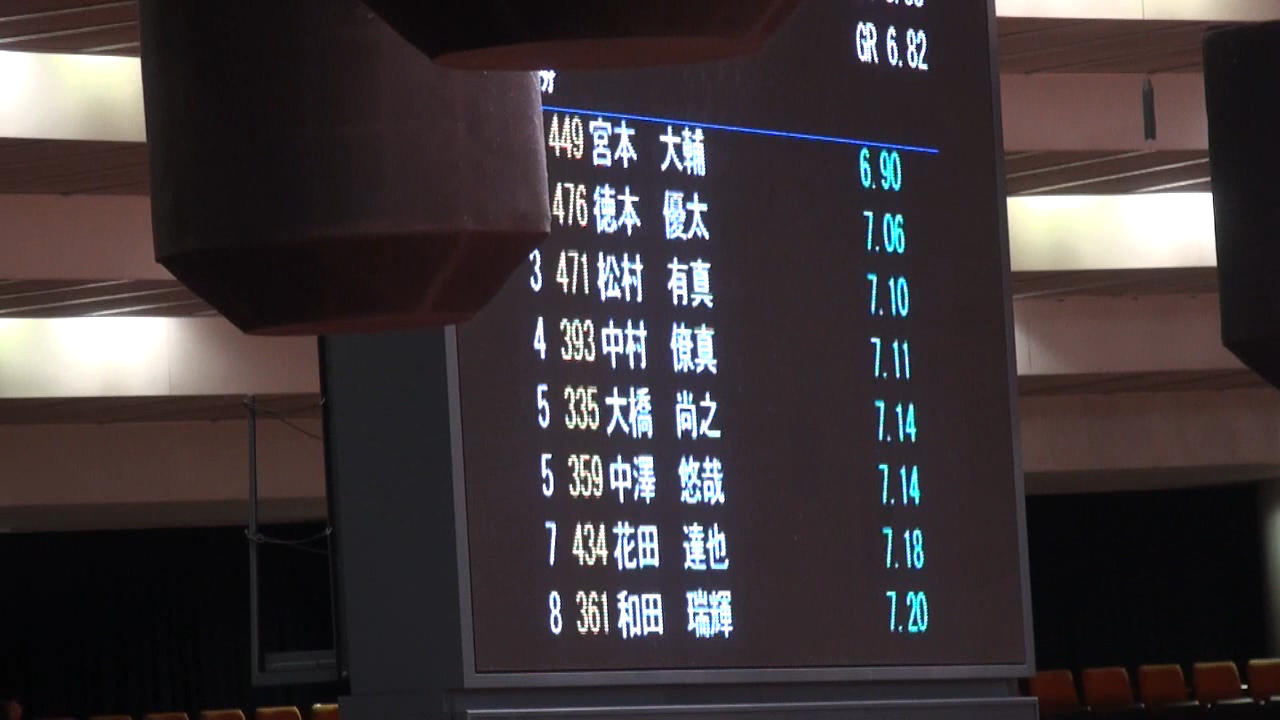 GR 6.82
449 宮本 大輔 6.90
476 徳本 優太 7.06
3 471 松村 有真 7.10
4 393 中村 僚真 7.11
5 335 大橋 尚之 7.14
5 359 中澤 悠哉 7.14
7 434 花田 達也 7.18
8 361 和田 瑞輝 7.20